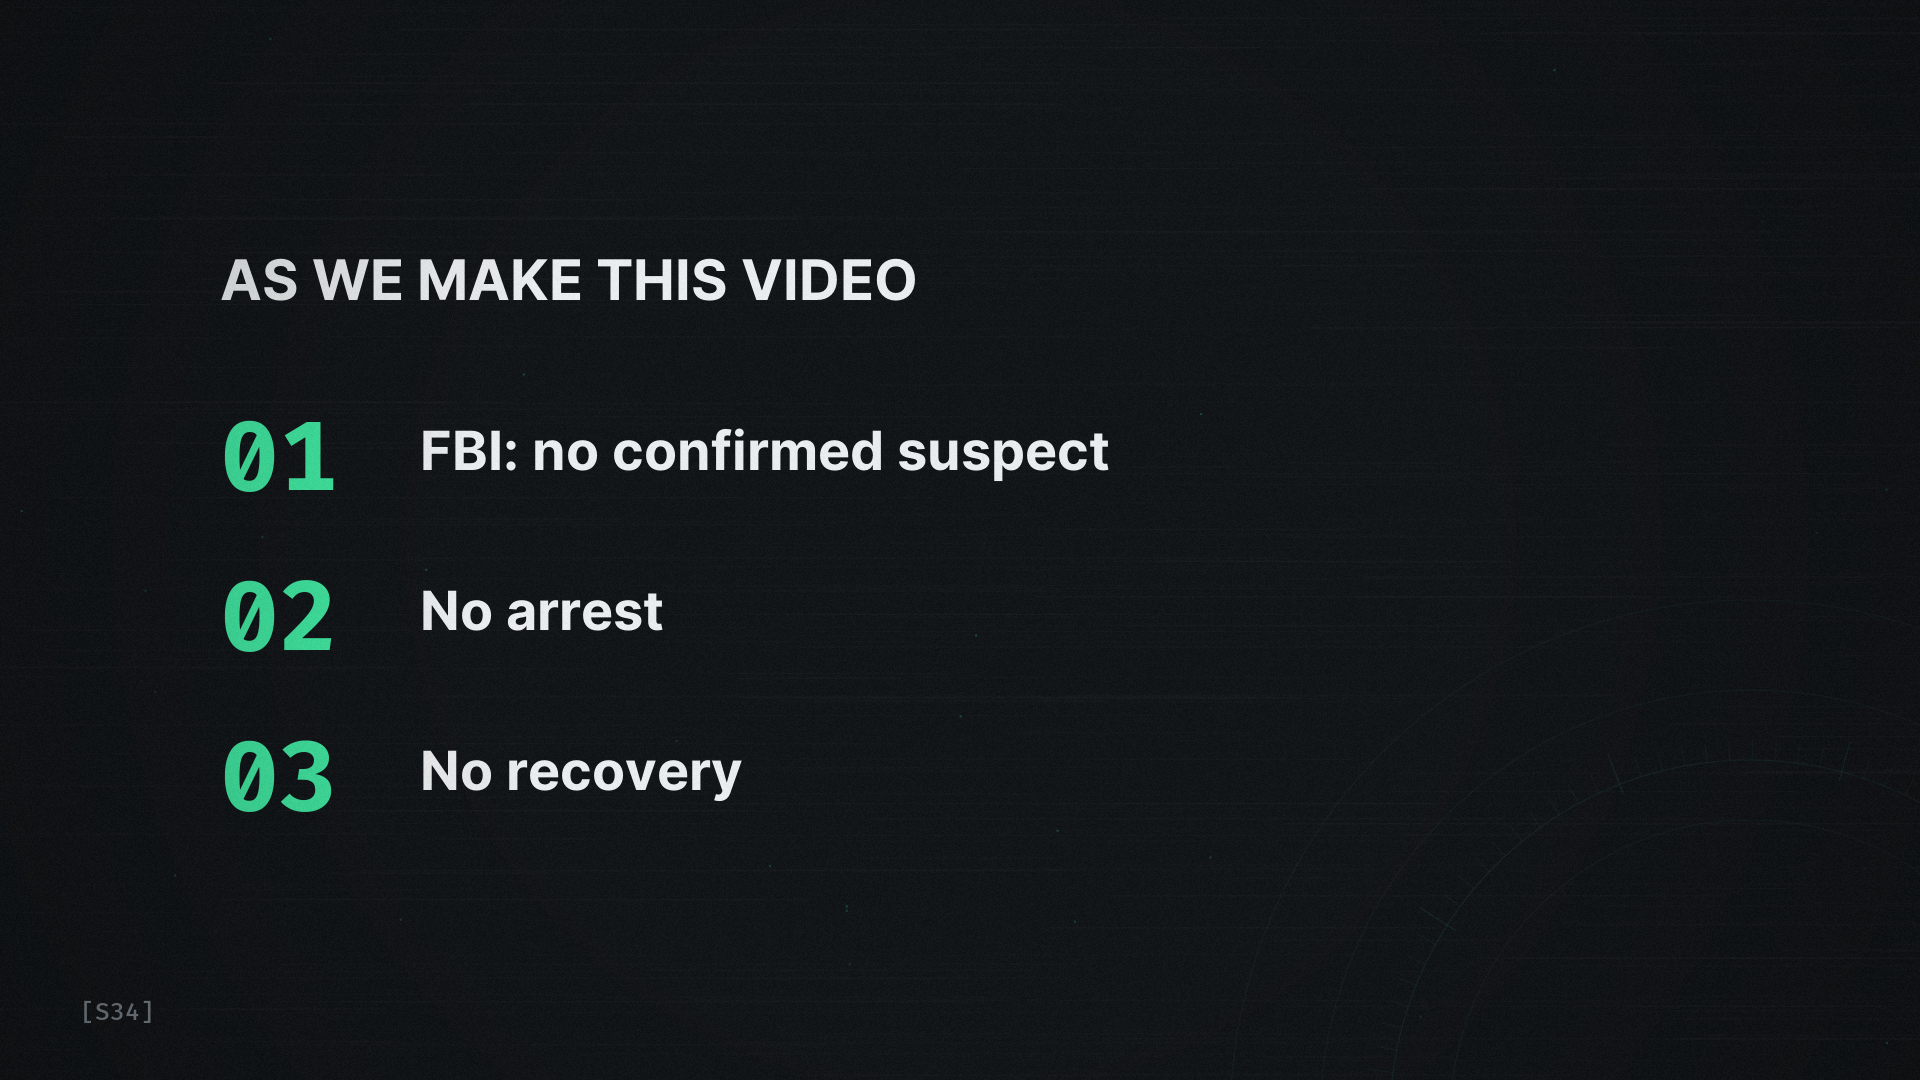 AS WE MAKE THIS VIDEO
01 FBI: no confirmed suspect
02 No arrest
03 No recovery
[S34]